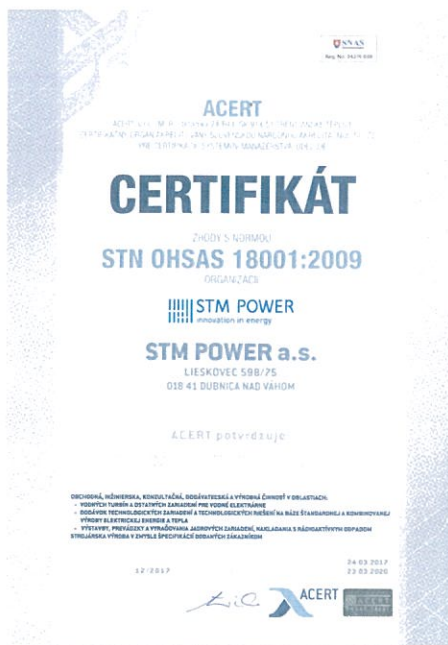 SNAS
ACERT
CERTIFIKÁT
ZHODY S NORMOU
STN OHSAS 18001:2009
ORGANIZÁCII
STM POWER
innovation in energy
STM POWER a.s.
LIESKOVEC 598/75
018 41 DUBNICA NAD VÁHOM
ACERT potvrdzuje
OBCHODNÁ, INŽINIERSKA, KONZULTAČNÁ, DODÁVATEĽSKÁ A VÝROBNÁ ČINNOSŤ V OBLASTIACH:
- VODNÝCH TURBÍN A OSTATNÝCH ZARIADENÍ PRE VODNÉ ELEKTRÁRNE
- DODÁVOK TECHNOLOGICKÝCH ZARIADENÍ A TECHNOLOGICKÝCH RIEŠENÍ NA BÁZE ŠTANDARDNEJ A KOMBINOVANEJ
VÝROBY ELEKTRICKEJ ENERGIE A TEPLA
- VÝSTAVBY, PREVÁDZKY A VYRAĎOVANIA JADROVÝCH ZARIADENÍ, NAKLADANIA S RÁDIOAKTÍVNYM ODPADOM
STROJÁRSKA VÝROBA V ZMYSLE ŠPECIFIKÁCIÍ DODANÝCH ZÁKAZNÍKOM
24 03 2017
12/2017
23 03 2020
ACERT
ACERT